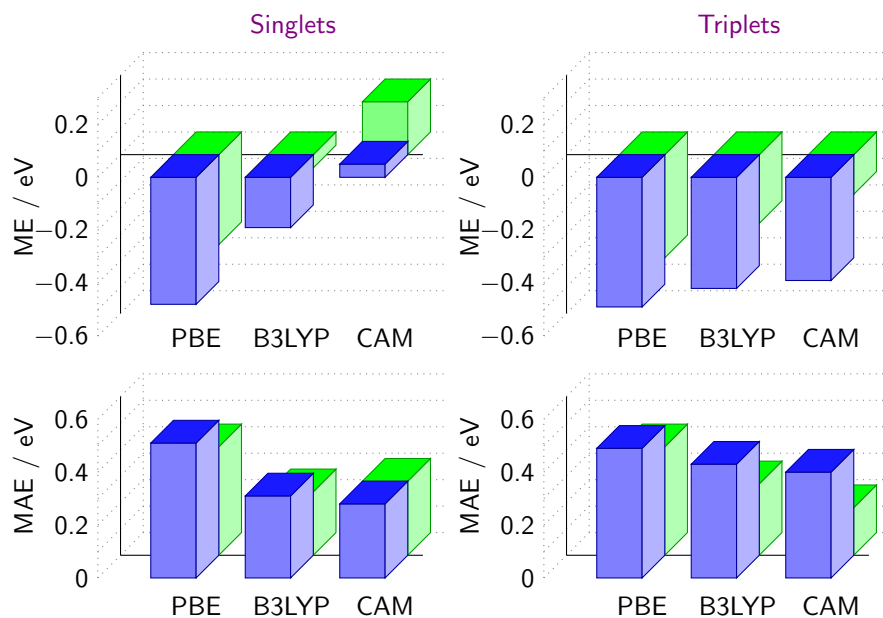 Singlets
Triplets
ME / eV
0.2
0
−0.2
−0.4
−0.6
PBE B3LYP CAM
ME / eV
0.2
0
−0.2
−0.4
−0.6
PBE B3LYP CAM
MAE / eV
0.6
0.4
0.2
0
PBE B3LYP CAM
MAE / eV
0.6
0.4
0.2
0
PBE B3LYP CAM